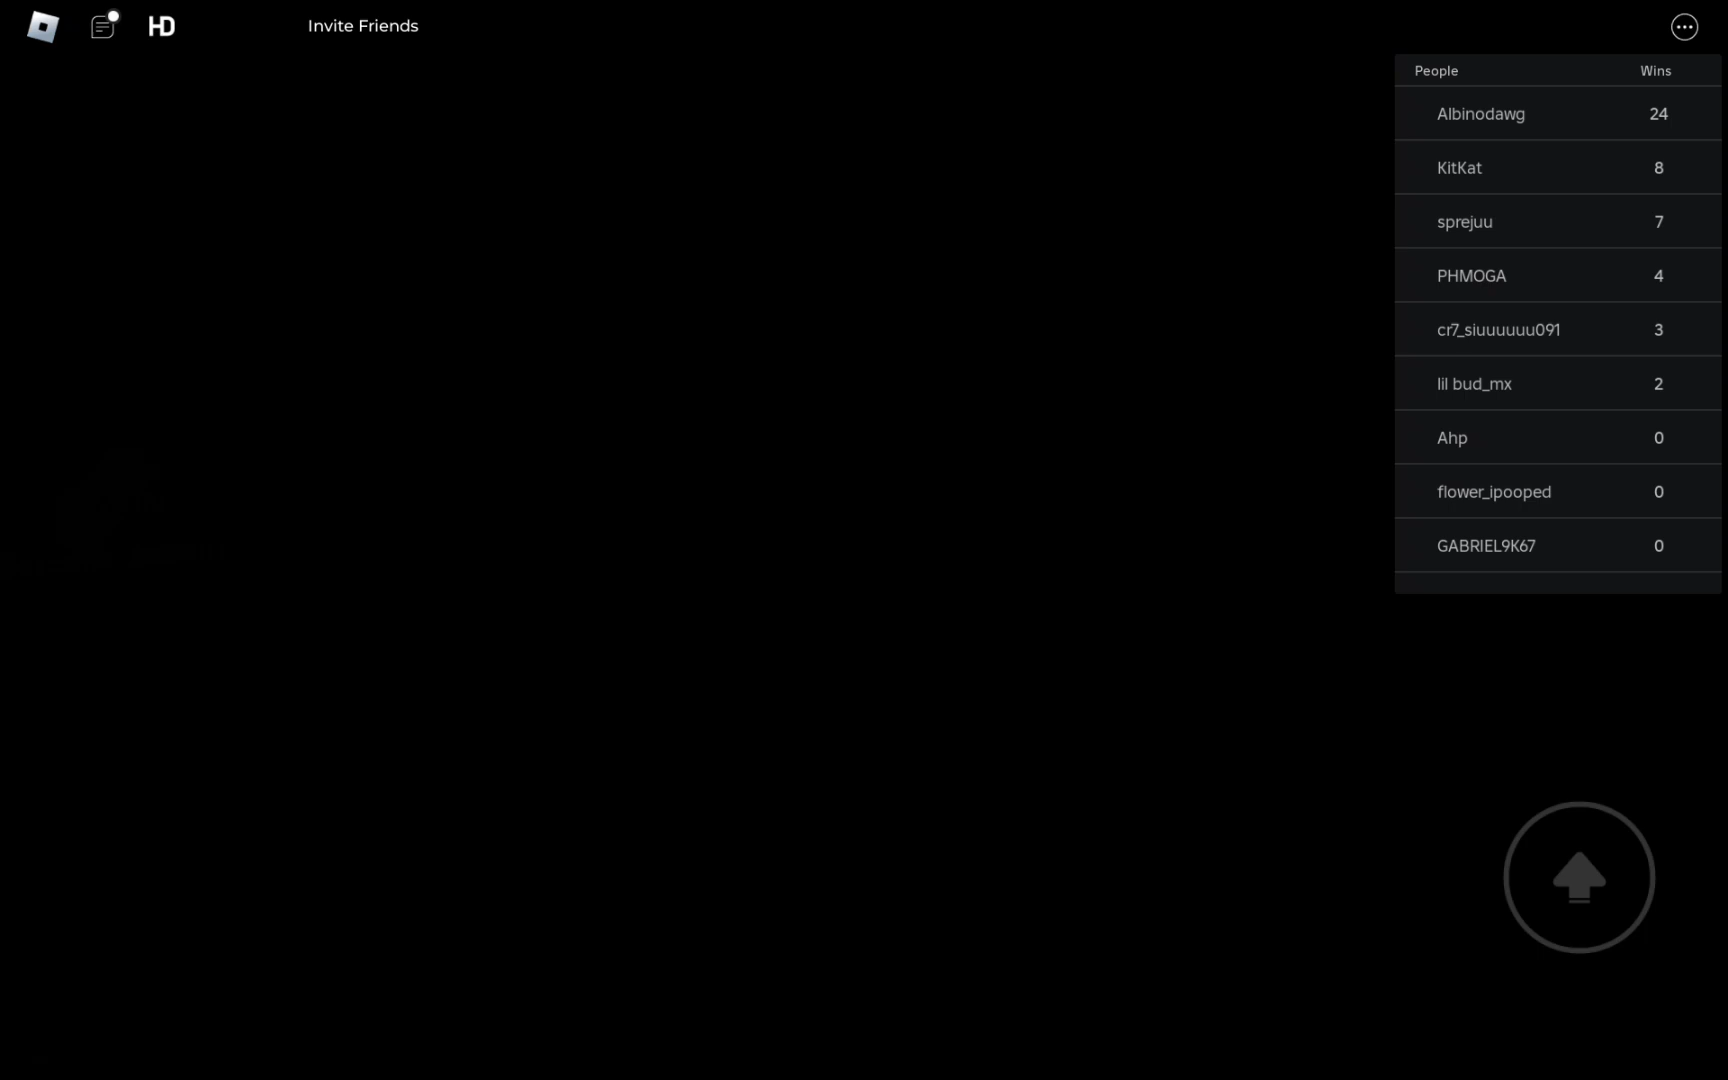 HD
Invite Friends
People Wins
Albinodawg 24
KitKat 8
sprejuu 7
PHMOGA 4
cr7_siuuuuuu091 3
lil bud_mx 2
Ahp 0
flower_ipooped 0
GABRIEL9K67 0